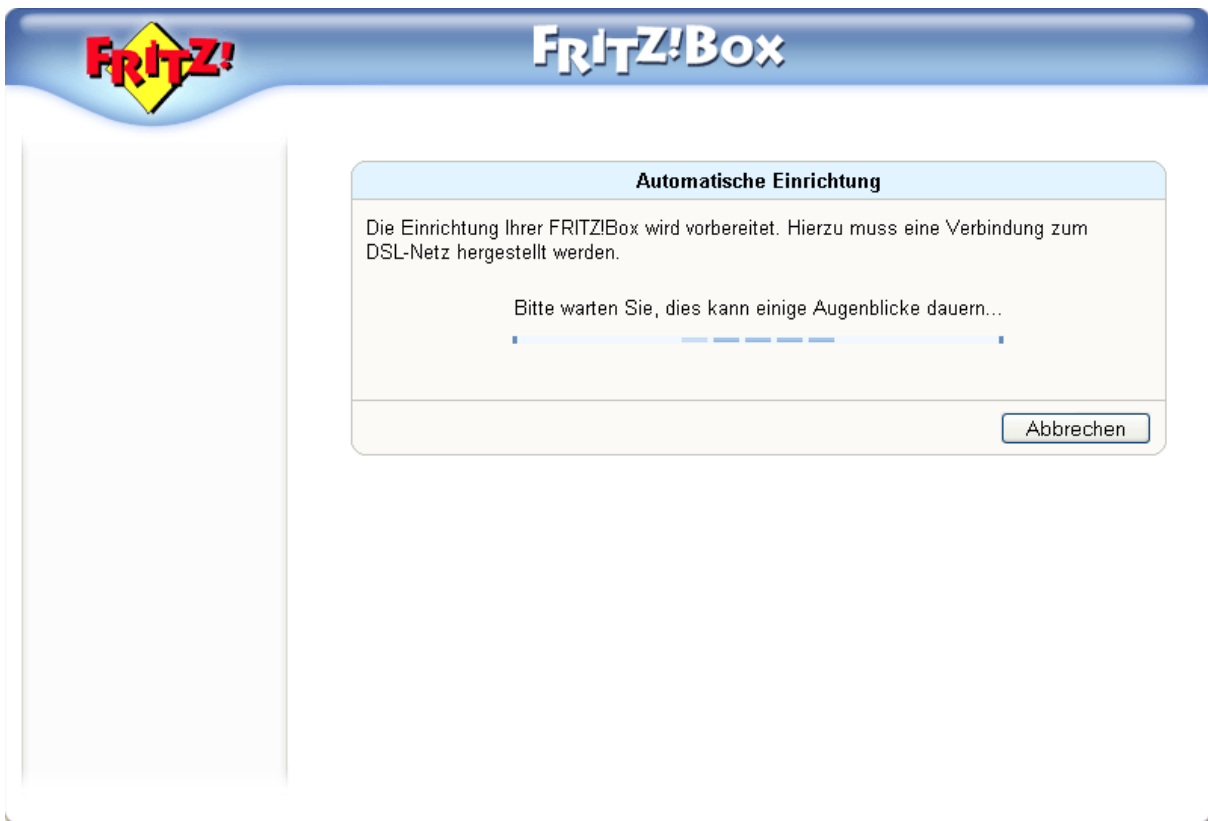 FRITZ!
FRITZ!Box
Automatische Einrichtung
Die Einrichtung Ihrer FRITZ!Box wird vorbereitet. Hierzu muss eine Verbindung zum
DSL-Netz hergestellt werden.
Bitte warten Sie, dies kann einige Augenblicke dauern...
Abbrechen